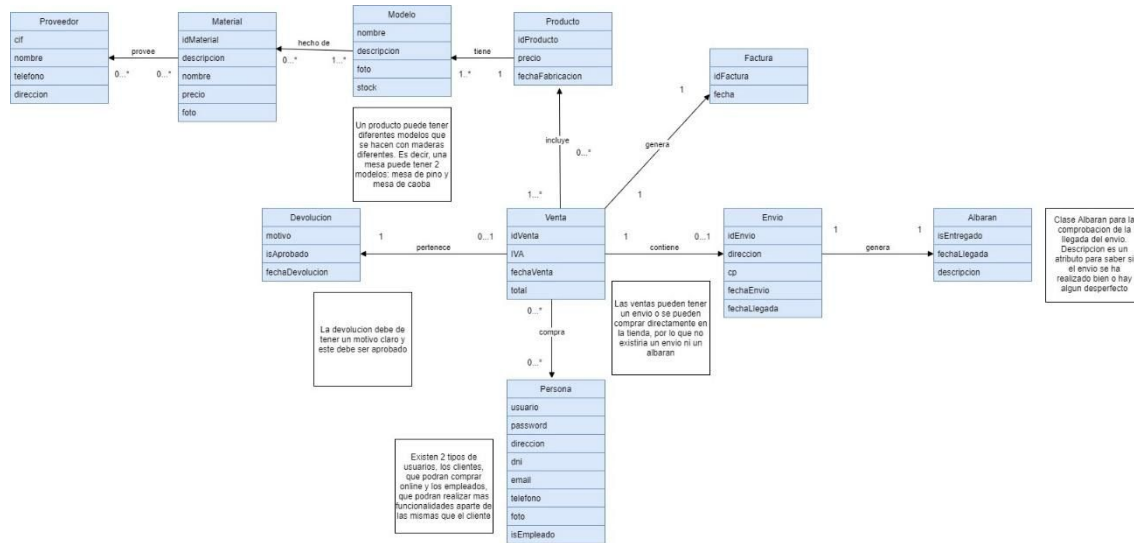 Proveedor
cif
nombre
telefono
direccion
provee
0...*
0...*
Material
idMaterial
descripcion
nombre
precio
foto
hecho de
0...*
1...*
Modelo
nombre
descripcion
foto
stock
tiene
1..*
1
Producto
idProducto
precio
fechaFabricacion
Un producto puede tener
diferentes modelos que
se hacen con maderas
diferentes. Es decir, una
mesa puede tener 2
modelos: mesa de pino y
mesa de caoba
incluye
0...*
1...*
Factura
idFactura
fecha
1
genera
1
Devolucion
motivo
isAprobado
fechaDevolucion
1
0...1
pertenece
Venta
idVenta
IVA
fechaVenta
total
1
0...1
contiene
Envio
idEnvio
direccion
cp
fechaEnvio
fechaLlegada
1
1
genera
Albaran
isEntregado
fechaLlegada
descripcion
Clase Albaran para la
comprobacion de la
llegada del envio.
Descripcion es un
atributo para saber si
el envio se ha
realizado bien o hay
algun desperfecto
La devolucion debe de
tener un motivo claro y
este debe ser aprobado
Las ventas pueden tener
un envio o se pueden
comprar directamente en
la tienda, por lo que no
existiria un envio ni un
albaran
0...*
compra
0...*
Persona
usuario
password
direccion
dni
email
telefono
foto
isEmpleado
Existen 2 tipos de
usuarios, los clientes,
que podran comprar
online y los empleados,
que podran realizar mas
funcionalidades aparte de
las mismas que el cliente